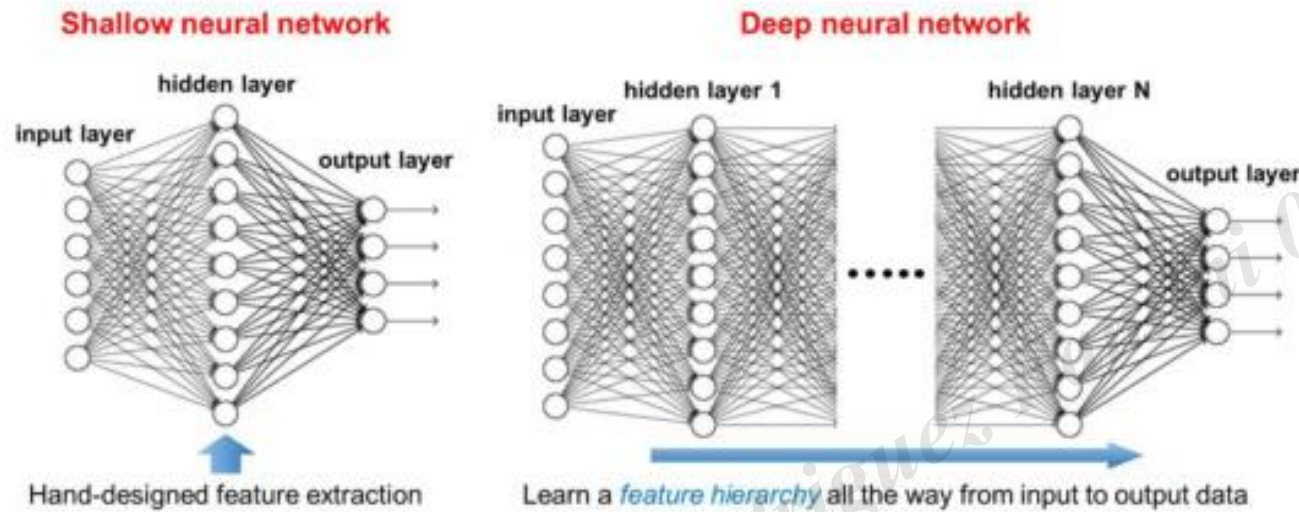 Shallow neural network
hidden layer
input layer
output layer
Hand-designed feature extraction
Deep neural network
hidden layer 1
hidden layer N
input layer
output layer
Learn a feature hierarchy all the way from input to output data